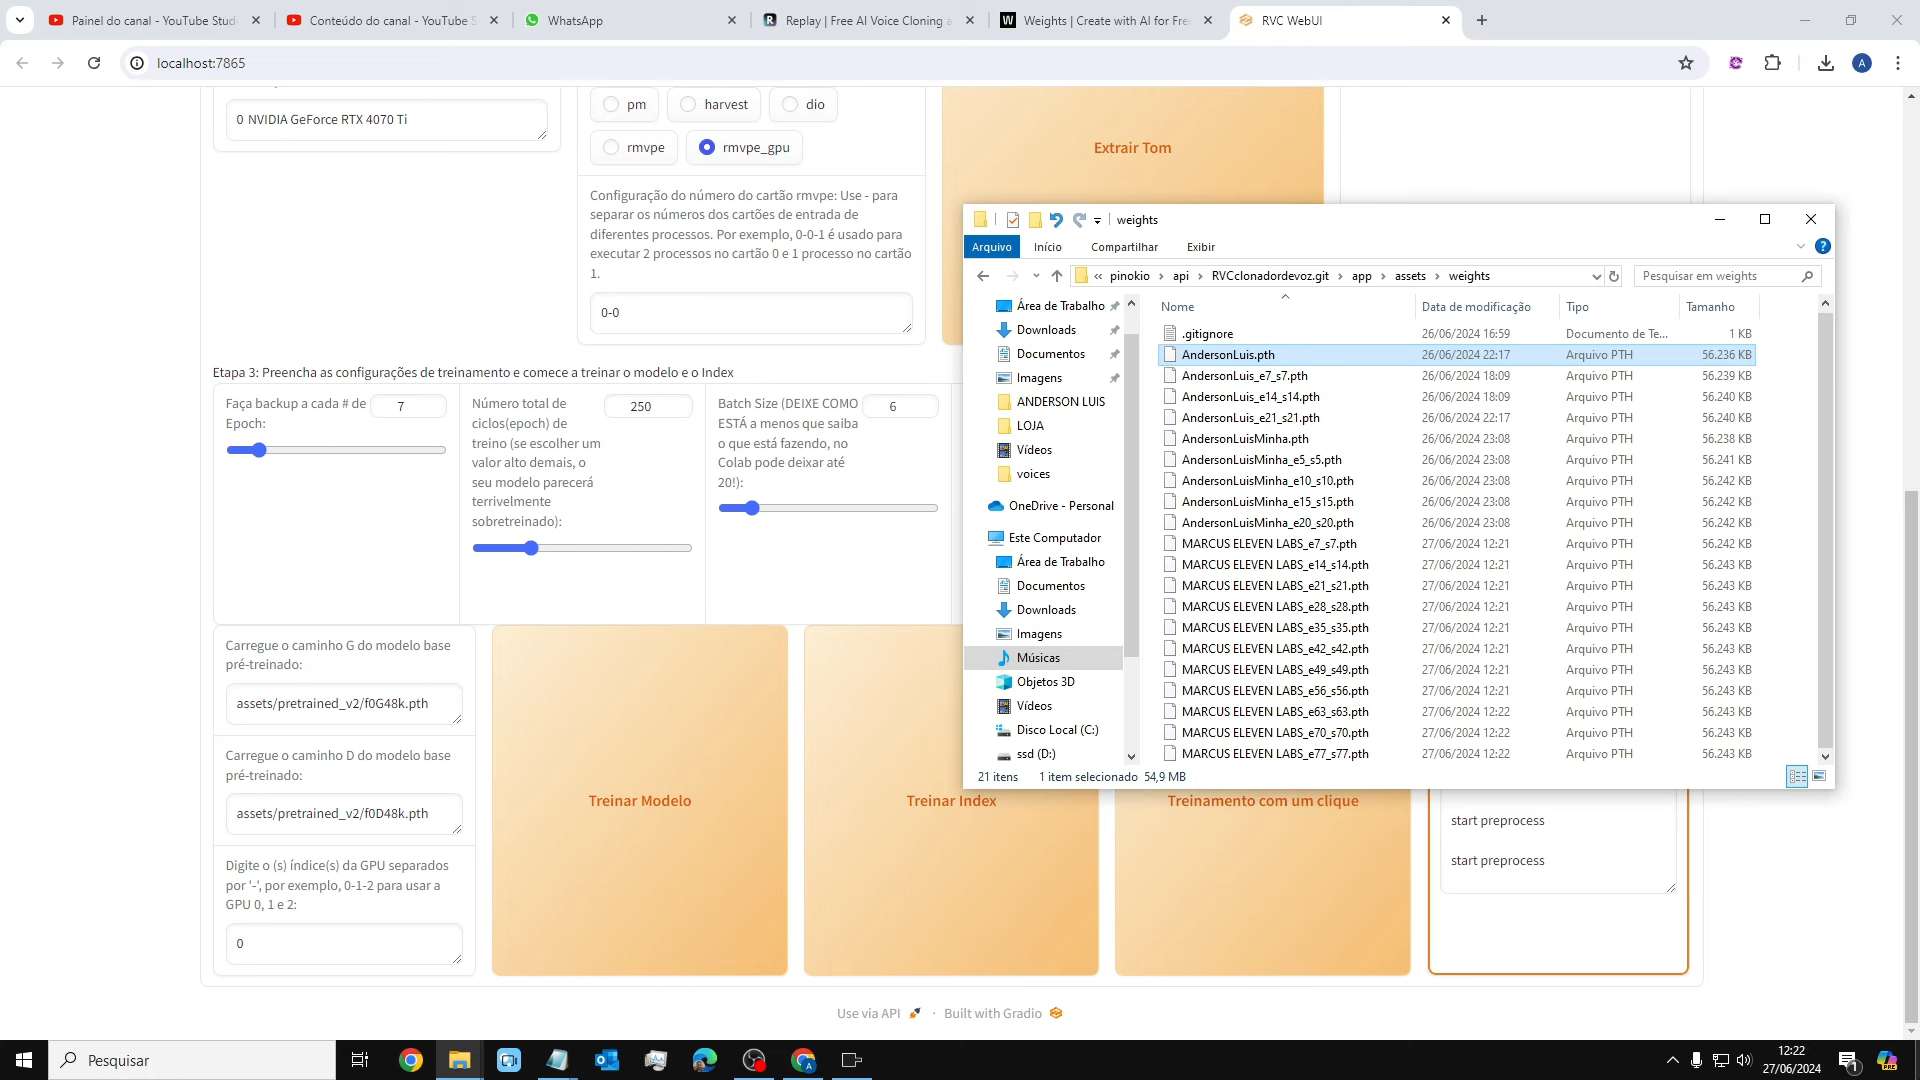 Painel do canal - YouTube Studi
Conteúdo do canal - YouTube S
WhatsApp
Replay | Free AI Voice Cloning a
Weights | Create with AI for Fre
RVC WebUI
localhost:7865
A
0 NVIDIA GeForce RTX 4070 Ti
pm
harvest
dio
rmvpe
rmvpe_gpu
Configuração do número do cartão rmvpe: Use - para
separar os números dos cartões de entrada de
diferentes processos. Por exemplo, 0-0-1 é usado para
executar 2 processos no cartão 0 e 1 processo no cartão
1.
0-0
Extrair Tom
Etapa 3: Preencha as configurações de treinamento e comece a treinar o modelo e o Index
Faça backup a cada # de
Epoch:
7
Número total de
ciclos(epoch) de
treino (se escolher um
valor alto demais, o
seu modelo parecerá
terrivelmente
sobretreinado):
250
Batch Size (DEIXE COMO
ESTÁ a menos que saiba
o que está fazendo, no
Colab pode deixar até
20!):
6
Carregue o caminho G do modelo base
pré-treinado:
assets/pretrained_v2/f0G48k.pth
Carregue o caminho D do modelo base
pré-treinado:
assets/pretrained_v2/f0D48k.pth
Digite o (s) índice(s) da GPU separados
por '-', por exemplo, 0-1-2 para usar a
GPU 0, 1 e 2:
0
Treinar Modelo
Treinar Index
Treinamento com um clique
start preprocess
start preprocess
Use via API
·
Built with Gradio
weights
Arquivo
Início
Compartilhar
Exibir
« pinokio › api › RVCclonadordevoz.git › app › assets › weights
Pesquisar em weights
Área de Trabalho
Downloads
Documentos
Imagens
ANDERSON LUIS
LOJA
Vídeos
voices
OneDrive - Personal
Este Computador
Área de Trabalho
Documentos
Downloads
Imagens
Músicas
Objetos 3D
Vídeos
Disco Local (C:)
ssd (D:)
Nome Data de modificação Tipo Tamanho
.gitignore 26/06/2024 16:59 Documento de Te... 1 KB
AndersonLuis.pth 26/06/2024 22:17 Arquivo PTH 56.236 KB
AndersonLuis_e7_s7.pth 26/06/2024 18:09 Arquivo PTH 56.239 KB
AndersonLuis_e14_s14.pth 26/06/2024 18:09 Arquivo PTH 56.240 KB
AndersonLuis_e21_s21.pth 26/06/2024 22:17 Arquivo PTH 56.240 KB
AndersonLuisMinha.pth 26/06/2024 23:08 Arquivo PTH 56.238 KB
AndersonLuisMinha_e5_s5.pth 26/06/2024 23:08 Arquivo PTH 56.241 KB
AndersonLuisMinha_e10_s10.pth 26/06/2024 23:08 Arquivo PTH 56.242 KB
AndersonLuisMinha_e15_s15.pth 26/06/2024 23:08 Arquivo PTH 56.242 KB
AndersonLuisMinha_e20_s20.pth 26/06/2024 23:08 Arquivo PTH 56.242 KB
MARCUS ELEVEN LABS_e7_s7.pth 27/06/2024 12:21 Arquivo PTH 56.242 KB
MARCUS ELEVEN LABS_e14_s14.pth 27/06/2024 12:21 Arquivo PTH 56.243 KB
MARCUS ELEVEN LABS_e21_s21.pth 27/06/2024 12:21 Arquivo PTH 56.243 KB
MARCUS ELEVEN LABS_e28_s28.pth 27/06/2024 12:21 Arquivo PTH 56.243 KB
MARCUS ELEVEN LABS_e35_s35.pth 27/06/2024 12:21 Arquivo PTH 56.243 KB
MARCUS ELEVEN LABS_e42_s42.pth 27/06/2024 12:21 Arquivo PTH 56.243 KB
MARCUS ELEVEN LABS_e49_s49.pth 27/06/2024 12:21 Arquivo PTH 56.243 KB
MARCUS ELEVEN LABS_e56_s56.pth 27/06/2024 12:21 Arquivo PTH 56.243 KB
MARCUS ELEVEN LABS_e63_s63.pth 27/06/2024 12:22 Arquivo PTH 56.243 KB
MARCUS ELEVEN LABS_e70_s70.pth 27/06/2024 12:22 Arquivo PTH 56.243 KB
MARCUS ELEVEN LABS_e77_s77.pth 27/06/2024 12:22 Arquivo PTH 56.243 KB
21 itens
1 item selecionado 54,9 MB
Pesquisar
12:22
27/06/2024
1